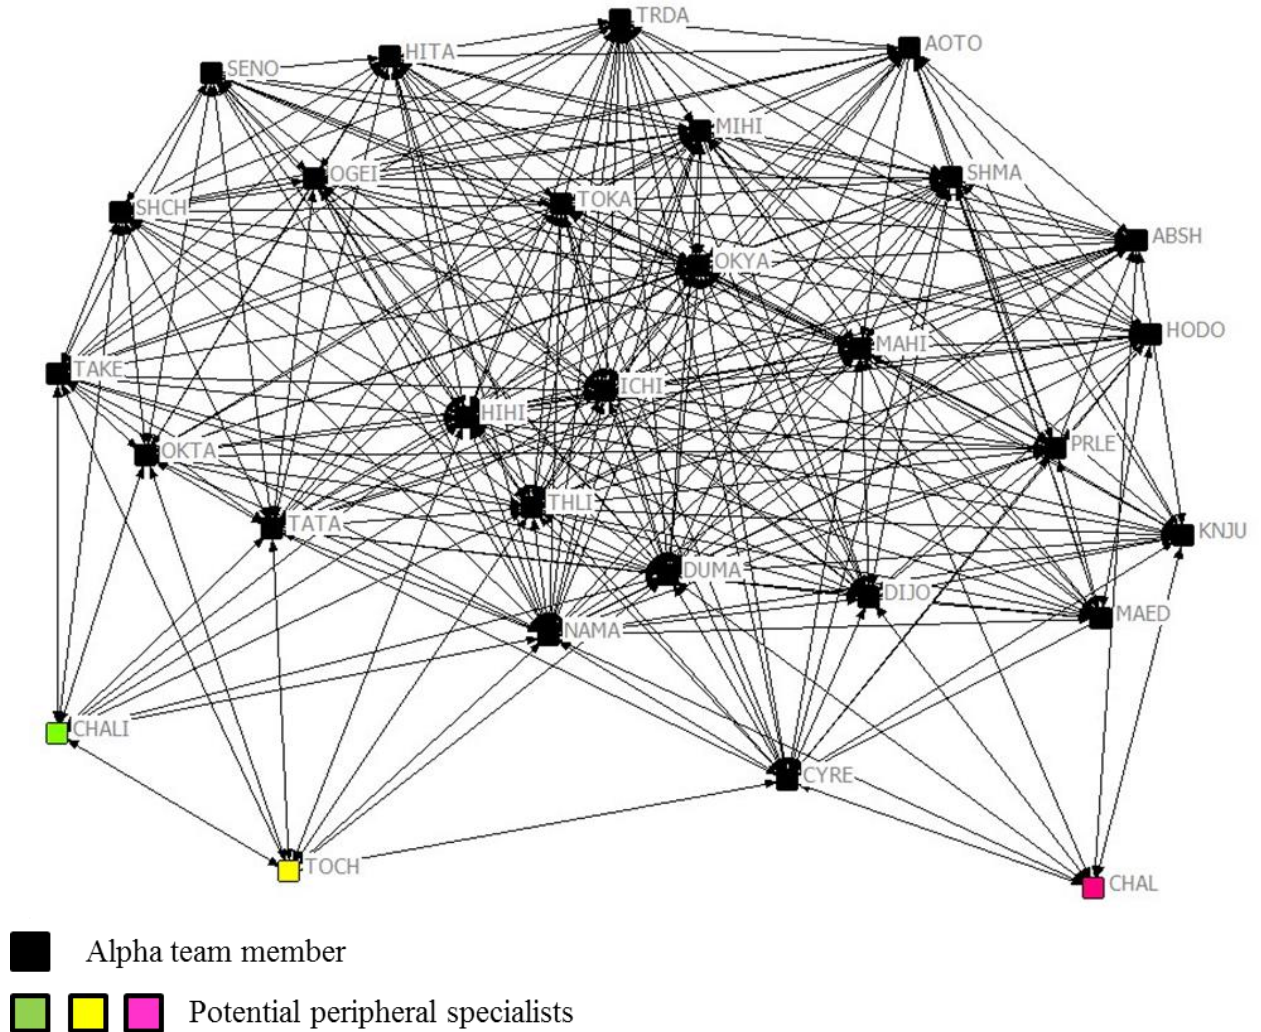 TRDA
AOTO
HITA
SENO
MIHI
OGEI
SHMA
TOKA
SHCH
ABSH
OKYA
HODO
MAHI
TAKE
ICHI
HIHI
PRLE
OKTA
THLI
TATA
KNJU
DUMA
DIJO
MAED
NAMA
CHALI
CYRE
TOCH
CHAL
Alpha team member
Potential peripheral specialists